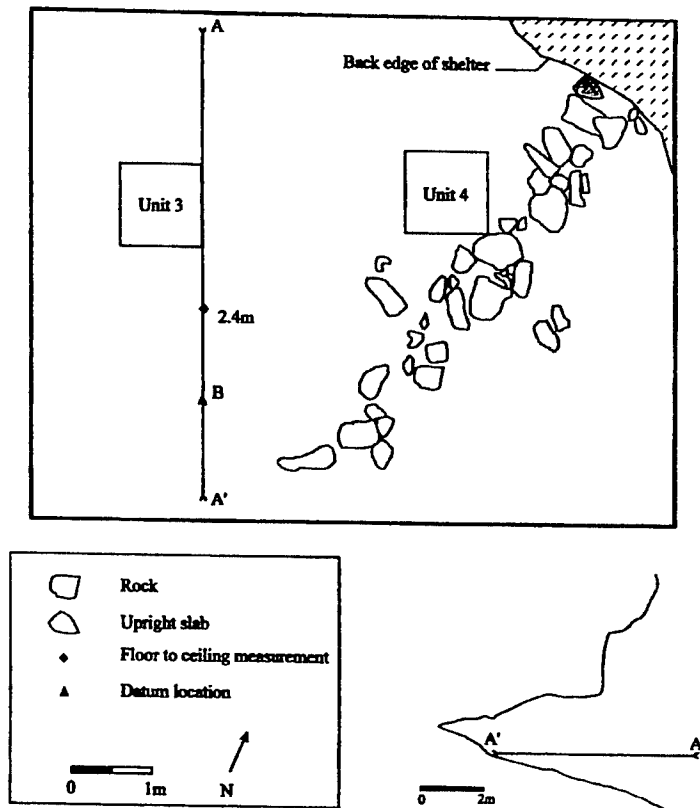 A
Back edge of shelter
Unit 3
Unit 4
2.4m
B
A'
Rock
Upright slab
Floor to ceiling measurement
Datum location
0 1m
N
A' A
0 2m